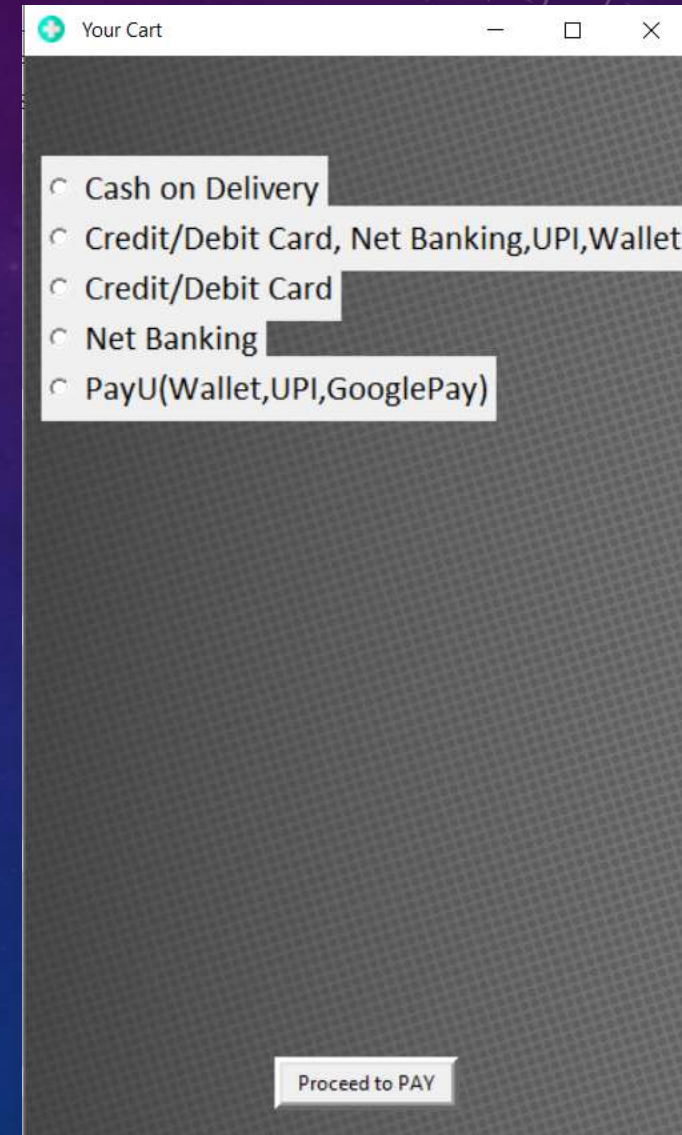 Your Cart
Cash on Delivery
Credit/Debit Card, Net Banking,UPI,Wallet
Credit/Debit Card
Net Banking
PayU(Wallet,UPI,GooglePay)
Proceed to PAY